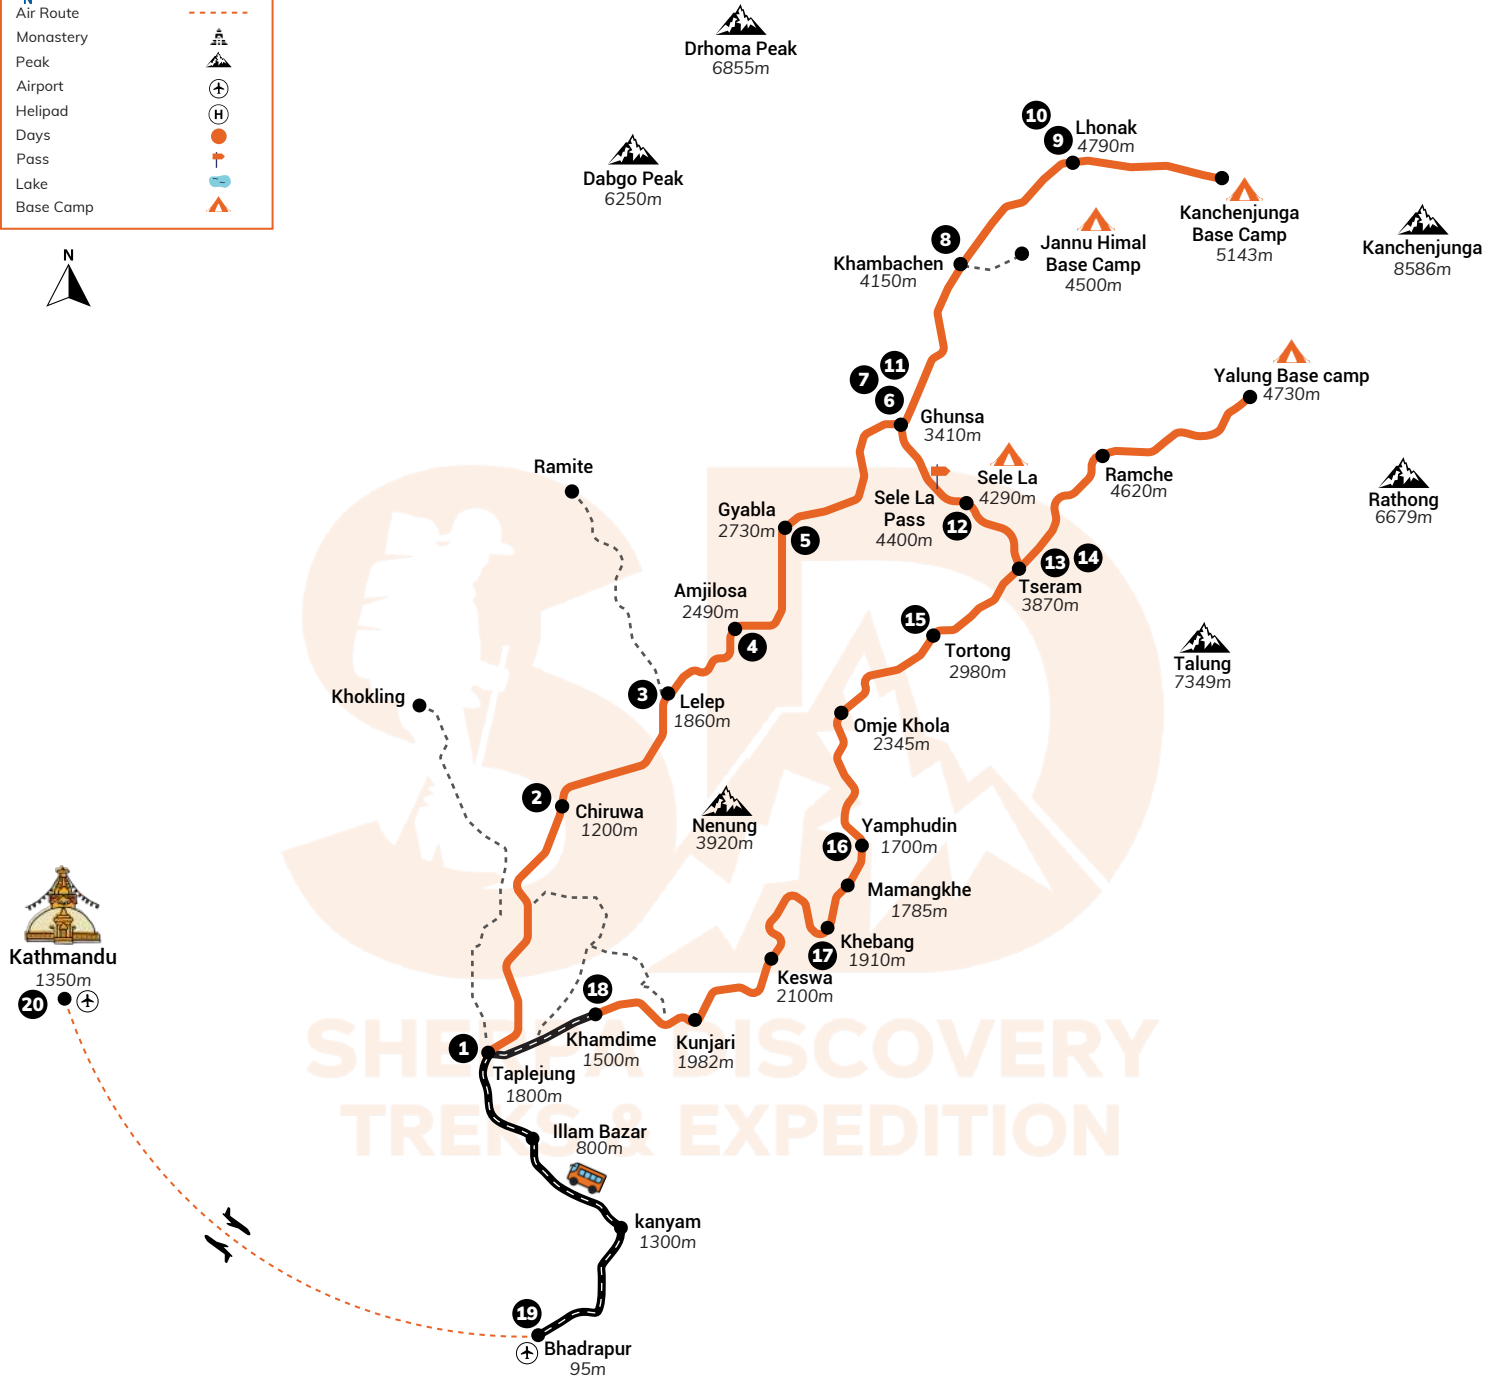 N
Air Route
Monastery
Peak
Airport
Helipad
H
Days
Pass
Lake
Base Camp
N
Drhoma Peak
6855m
Dabgo Peak
6250m
10
9
Lhonak
4790m
Kanchenjunga
Base Camp
5143m
Kanchenjunga
8586m
8
Khambachen
4150m
Jannu Himal
Base Camp
4500m
7
11
6
Ghunsa
3410m
Yalung Base camp
4730m
Ramche
4620m
Rathong
6679m
Sele La
4290m
Sele La
Pass
4400m
12
Ramite
Gyabla
2730m
5
13
14
Tseram
3870m
Amjilosa
2490m
4
15
Tortong
2980m
Talung
7349m
Khokling
3
Lelep
1860m
Omje Khola
2345m
2
Chiruwa
1200m
Nenung
3920m
Yamphudin
1700m
16
Mamangkhe
1785m
Khebang
1910m
17
Keswa
2100m
Kathmandu
1350m
20
18
Khamdime
1500m
Kunjari
1982m
1
Taplejung
1800m
SHERPA DISCOVERY
TREKS & EXPEDITION
Illam Bazar
800m
kanyam
1300m
19
Bhadrapur
95m